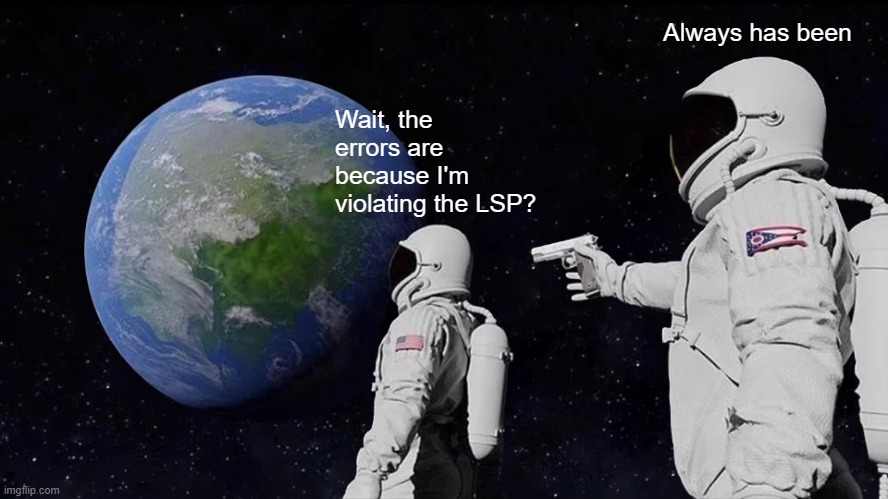 Always has been
Wait, the
errors are
because I'm
violating the LSP?
imgflip.com